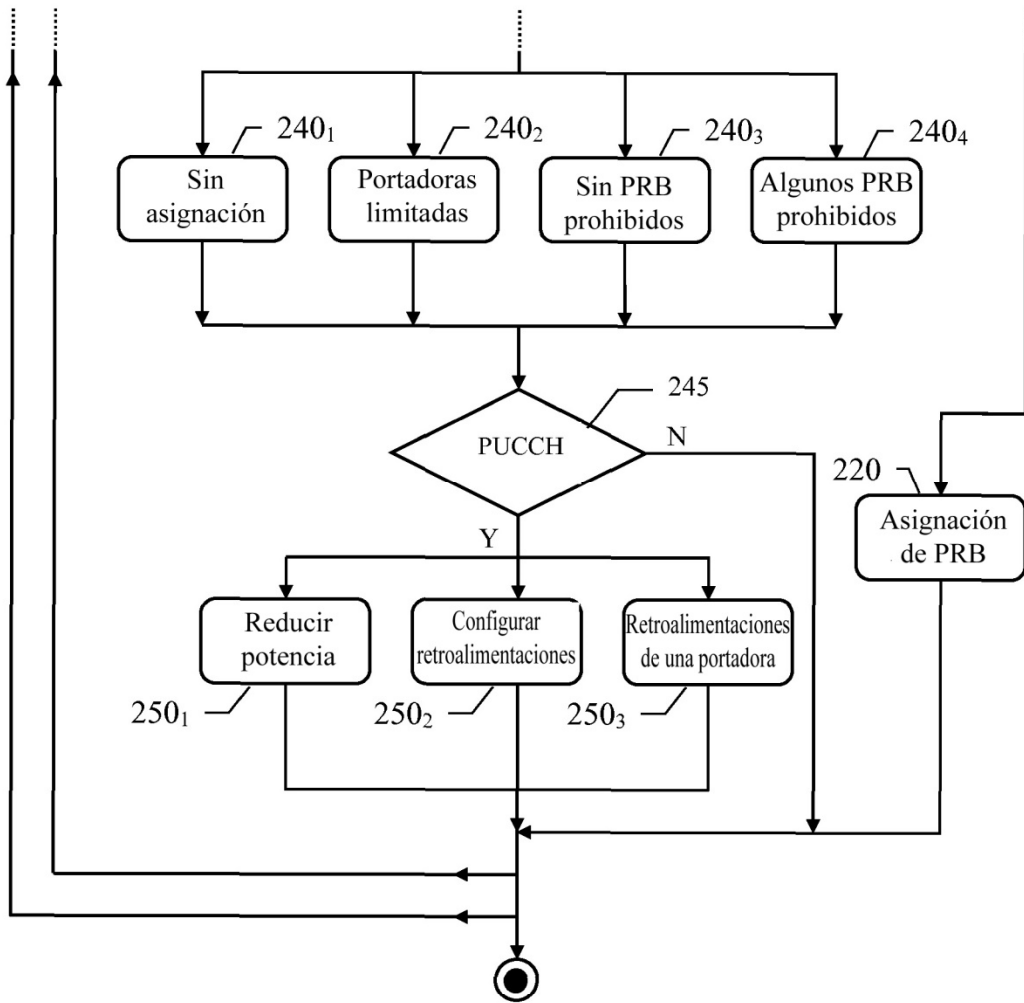 240₁
240₂
240₃
240₄
Sin
asignación
Portadoras
limitadas
Sin PRB
prohibidos
Algunos PRB
prohibidos
245
PUCCH
N
Y
220
Asignación
de PRB
Reducir
potencia
Configurar
retroalimentaciones
Retroalimentaciones
de una portadora
250₁
250₂
250₃